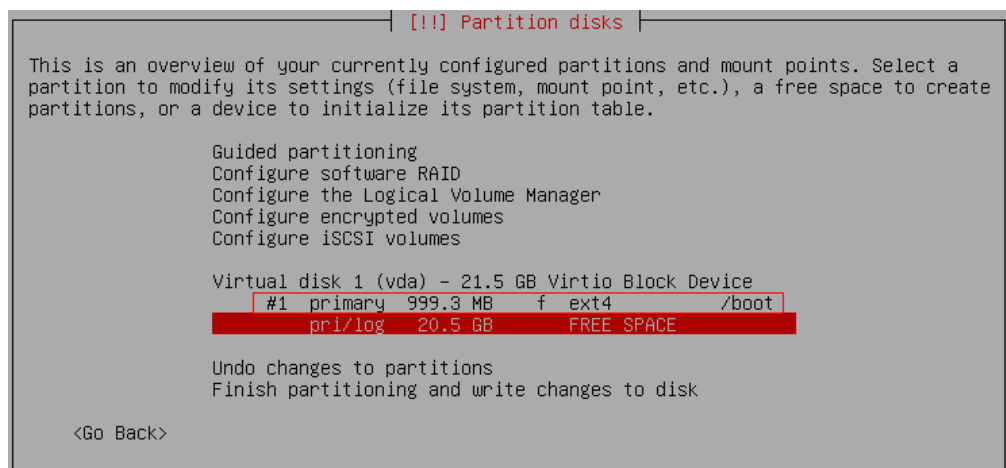 [!!] Partition disks
This is an overview of your currently configured partitions and mount points. Select a
partition to modify its settings (file system, mount point, etc.), a free space to create
partitions, or a device to initialize its partition table.
Guided partitioning
Configure software RAID
Configure the Logical Volume Manager
Configure encrypted volumes
Configure iSCSI volumes
Virtual disk 1 (vda) – 21.5 GB Virtio Block Device
#1 primary 999.3 MB f ext4 /boot
pri/log 20.5 GB FREE SPACE
Undo changes to partitions
Finish partitioning and write changes to disk
<Go Back>